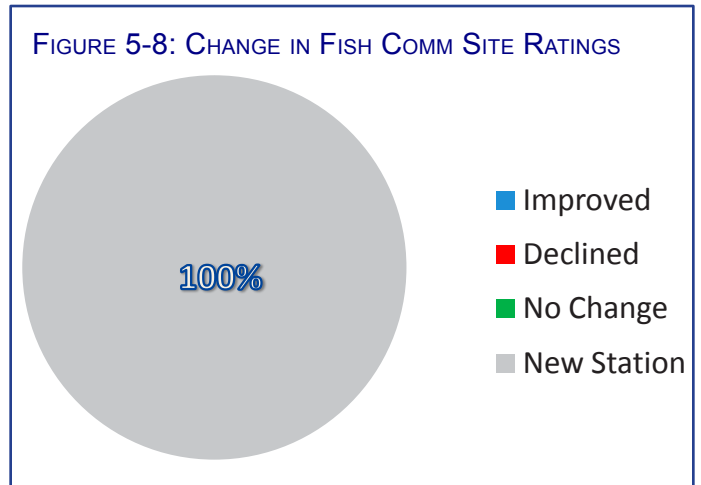 FIGURE 5-8: CHANGE IN FISH COMM SITE RATINGS
100%
Improved
Declined
No Change
New Station